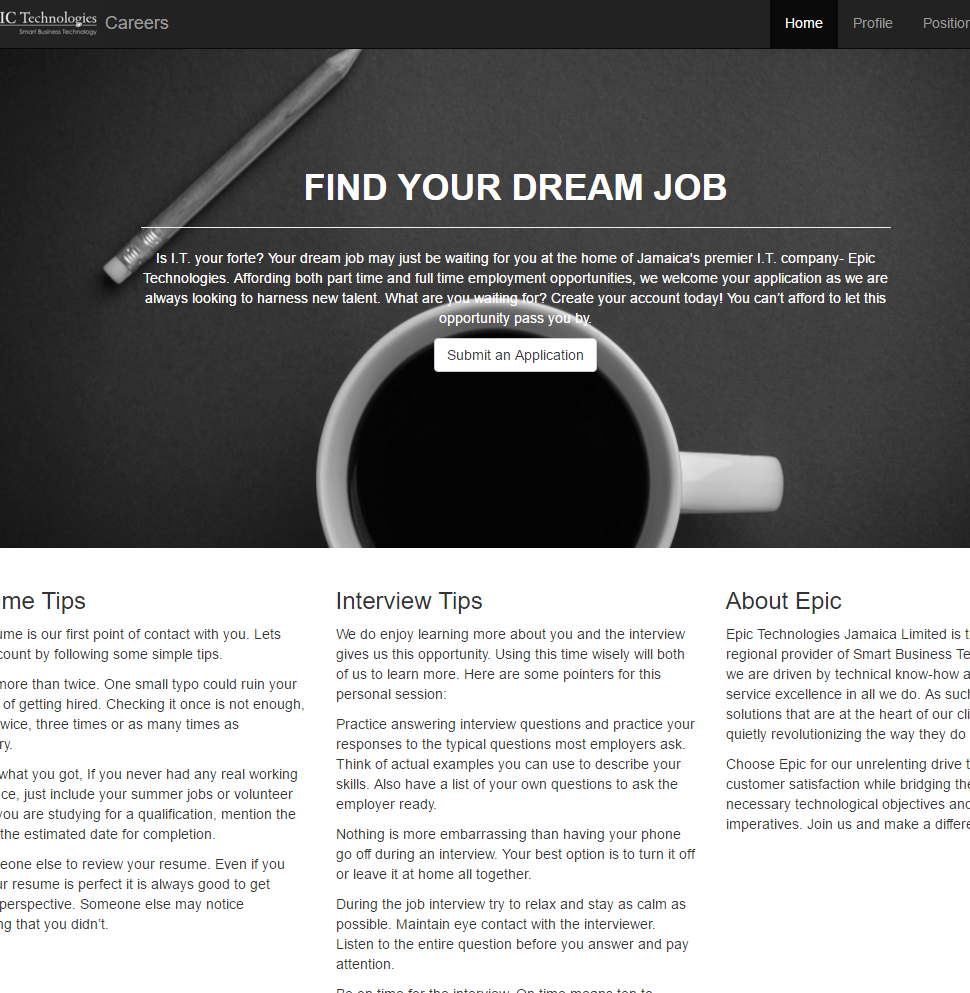 IC Technologies
Smart Business Technology
Careers
Home
Profile
Position
FIND YOUR DREAM JOB
Is I.T. your forte? Your dream job may just be waiting for you at the home of Jamaica's premier I.T. company- Epic
Technologies. Affording both part time and full time employment opportunities, we welcome your application as we are
always looking to harness new talent. What are you waiting for? Create your account today! You can't afford to let this
opportunity pass you by.
Submit an Application
me Tips
ume is our first point of contact with you. Lets
count by following some simple tips.
more than twice. One small typo could ruin your
of getting hired. Checking it once is not enough,
wice, three times or as many times as
ry.
what you got, If you never had any real working
ce, just include your summer jobs or volunteer
you are studying for a qualification, mention the
the estimated date for completion.
eone else to review your resume. Even if you
ur resume is perfect it is always good to get
perspective. Someone else may notice
ng that you didn’t.
Interview Tips
We do enjoy learning more about you and the interview
gives us this opportunity. Using this time wisely will both
of us to learn more. Here are some pointers for this
personal session:
Practice answering interview questions and practice your
responses to the typical questions most employers ask.
Think of actual examples you can use to describe your
skills. Also have a list of your own questions to ask the
employer ready.
Nothing is more embarrassing than having your phone
go off during an interview. Your best option is to turn it off
or leave it at home all together.
During the job interview try to relax and stay as calm as
possible. Maintain eye contact with the interviewer.
Listen to the entire question before you answer and pay
attention.
Be on time for the interview. On time means ten to
About Epic
Epic Technologies Jamaica Limited is t
regional provider of Smart Business Te
we are driven by technical know-how a
service excellence in all we do. As such
solutions that are at the heart of our cli
quietly revolutionizing the way they do
Choose Epic for our unrelenting drive t
customer satisfaction while bridging the
necessary technological objectives and
imperatives. Join us and make a differe